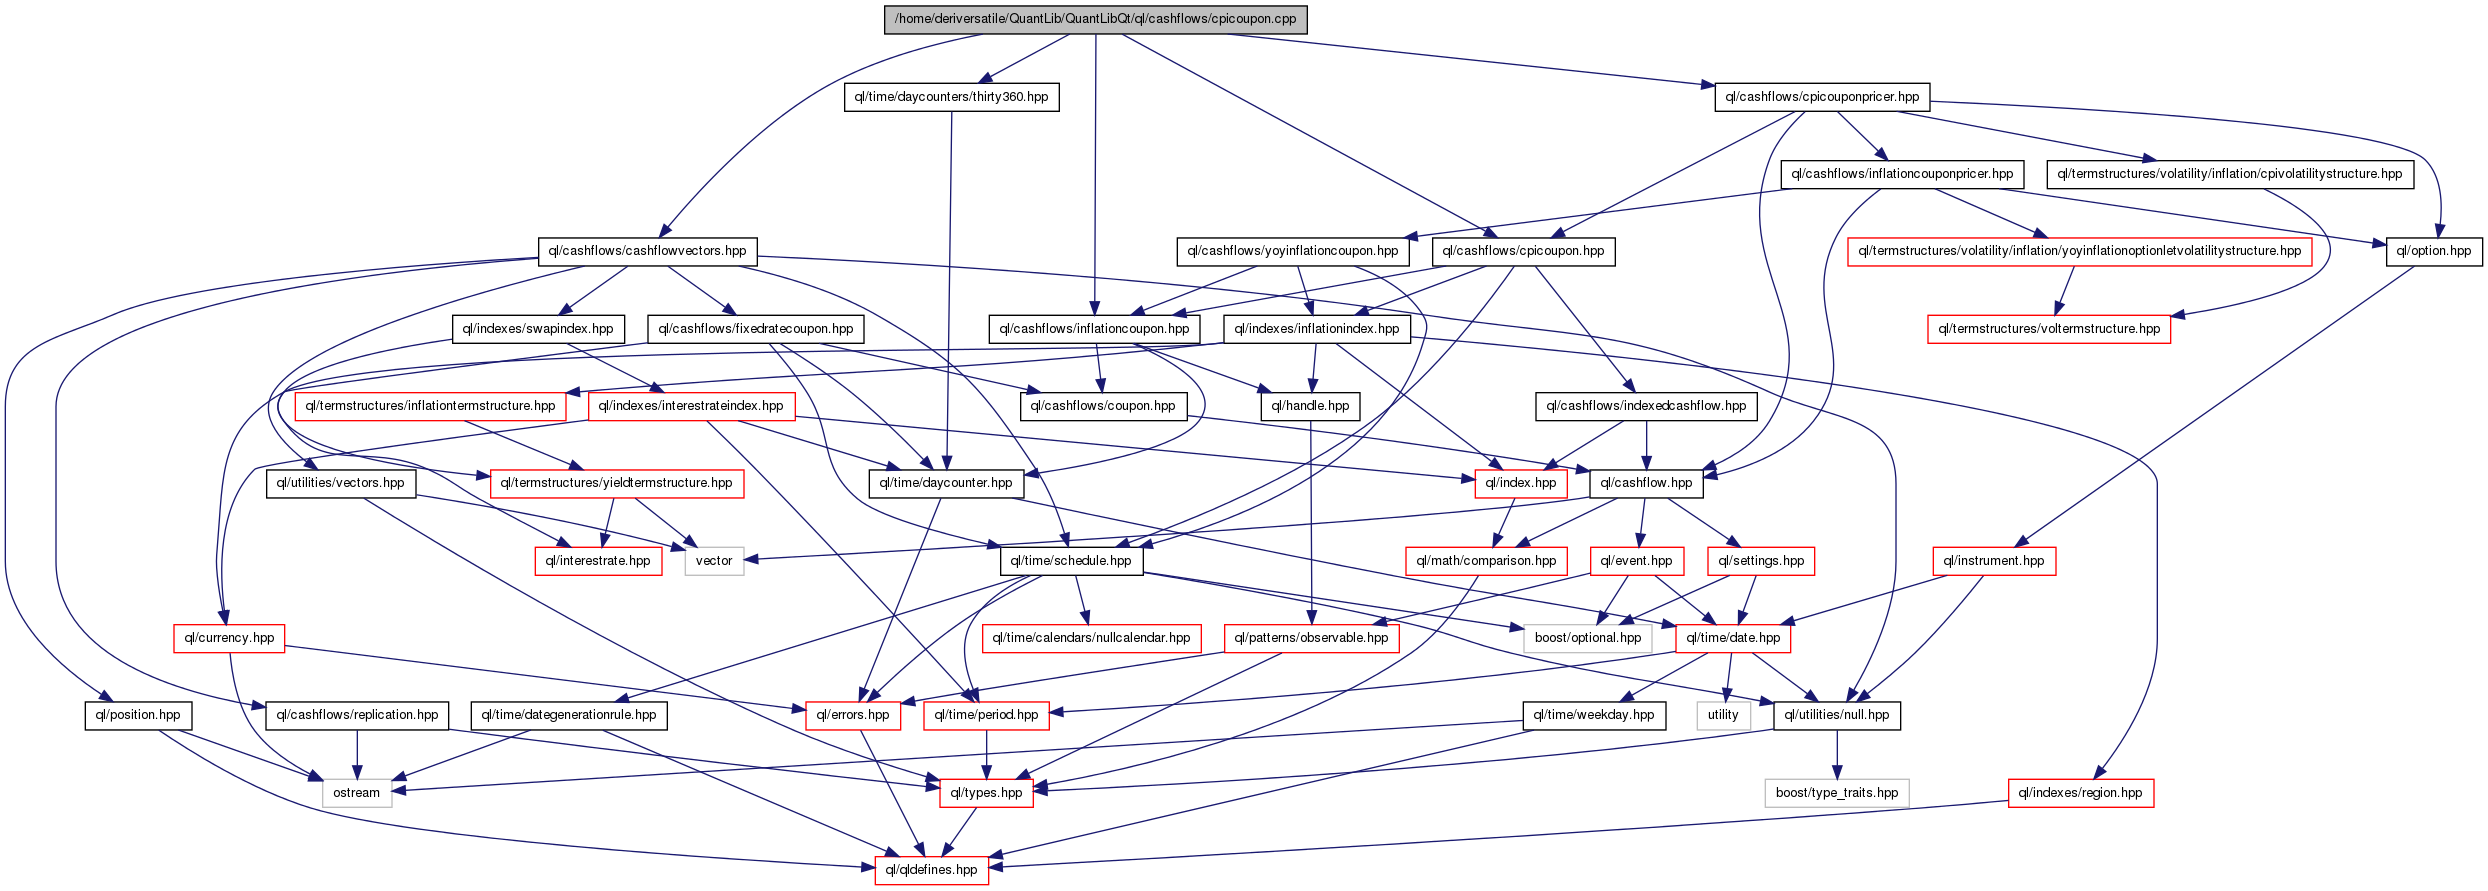 /home/deriversatile/QuantLib/QuantLibQt/ql/cashflows/cpicoupon.cpp
ql/time/daycounters/thirty360.hpp
ql/cashflows/cpicouponpricer.hpp
ql/cashflows/inflationcouponpricer.hpp
ql/termstructures/volatility/inflation/cpivolatilitystructure.hpp
ql/cashflows/cashflowvectors.hpp
ql/cashflows/yoyinflationcoupon.hpp
ql/cashflows/cpicoupon.hpp
ql/termstructures/volatility/inflation/yoyinflationoptionletvolatilitystructure.hpp
ql/option.hpp
ql/indexes/swapindex.hpp
ql/cashflows/fixedratecoupon.hpp
ql/cashflows/inflationcoupon.hpp
ql/indexes/inflationindex.hpp
ql/termstructures/voltermstructure.hpp
ql/termstructures/inflationtermstructure.hpp
ql/indexes/interestrateindex.hpp
ql/cashflows/coupon.hpp
ql/handle.hpp
ql/cashflows/indexedcashflow.hpp
ql/utilities/vectors.hpp
ql/termstructures/yieldtermstructure.hpp
ql/time/daycounter.hpp
ql/index.hpp
ql/cashflow.hpp
ql/interestrate.hpp
vector
ql/time/schedule.hpp
ql/math/comparison.hpp
ql/event.hpp
ql/settings.hpp
ql/instrument.hpp
ql/currency.hpp
ql/time/calendars/nullcalendar.hpp
ql/patterns/observable.hpp
boost/optional.hpp
ql/time/date.hpp
ql/position.hpp
ql/cashflows/replication.hpp
ql/time/dategenerationrule.hpp
ql/errors.hpp
ql/time/period.hpp
ql/time/weekday.hpp
utility
ql/utilities/null.hpp
ostream
ql/types.hpp
boost/type_traits.hpp
ql/indexes/region.hpp
ql/qldefines.hpp